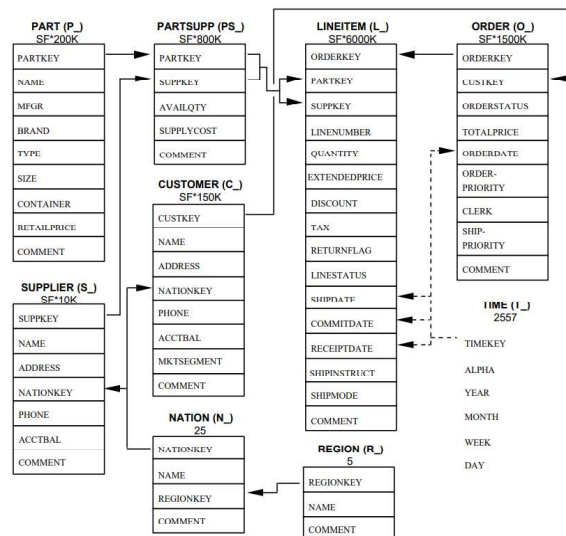 PART (P_)
SF*200K
PARTKEY
NAME
MFGR
BRAND
TYPE
SIZE
CONTAINER
RETAILPRICE
COMMENT
SUPPLIER (S_)
SF*10K
SUPPKEY
NAME
ADDRESS
NATIONKEY
PHONE
ACCTBAL
COMMENT
PARTSUPP (PS_)
SF*800K
PARTKEY
SUPPKEY
AVAILQTY
SUPPLYCOST
COMMENT
CUSTOMER (C_)
SF*150K
CUSTKEY
NAME
ADDRESS
NATIONKEY
PHONE
ACCTBAL
MKTSEGMENT
COMMENT
NATION (N_)
25
NATIONKEY
NAME
REGIONKEY
COMMENT
LINEITEM (L_)
SF*6000K
ORDERKEY
PARTKEY
SUPPKEY
LINENUMBER
QUANTITY
EXTENDEDPRICE
DISCOUNT
TAX
RETURNFLAG
LINESTATUS
SHIPDATE
COMMITDATE
RECEIPTDATE
SHIPINSTRUCT
SHIPMODE
COMMENT
REGION (R_)
5
REGIONKEY
NAME
COMMENT
ORDER (O_)
SF*1500K
ORDERKEY
CUSTKEY
ORDERSTATUS
TOTALPRICE
ORDERDATE
ORDER-
PRIORITY
CLERK
SHIP-
PRIORITY
COMMENT
TIME (T_)
2557
TIMEKEY
ALPHA
YEAR
MONTH
WEEK
DAY